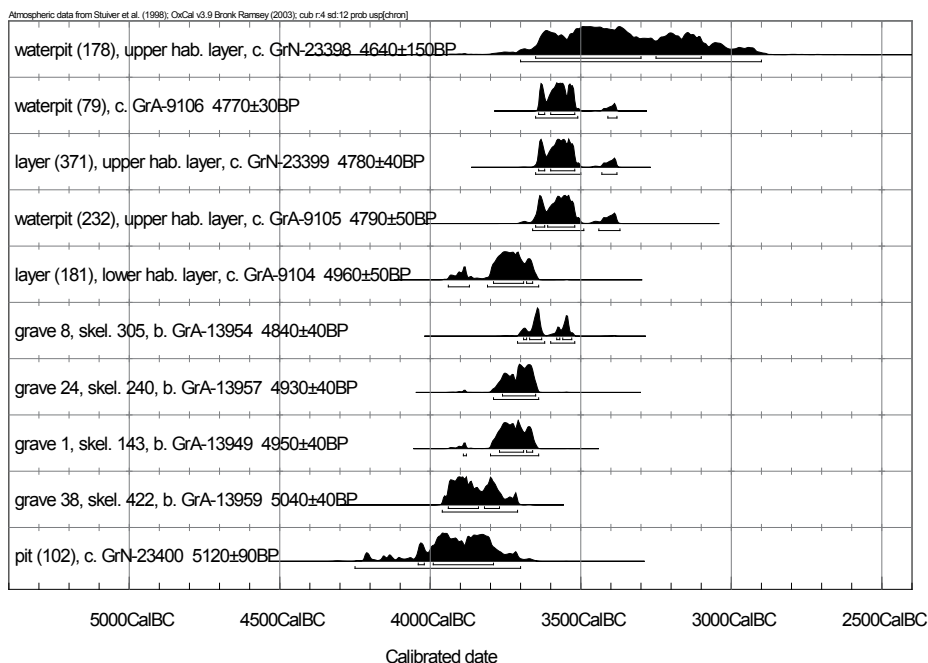 Atmospheric data from Stuiver et al. (1998); OxCal v3.9 Bronk Ramsey (2003); cub r:4 sd:12 prob usp[chron]
waterpit (178), upper hab. layer, c. GrN-23398 4640±150BP
waterpit (79), c. GrA-9106 4770±30BP
layer (371), upper hab. layer, c. GrN-23399 4780±40BP
waterpit (232), upper hab. layer, c. GrA-9105 4790±50BP
layer (181), lower hab. layer, c. GrA-9104 4960±50BP
grave 8, skel. 305, b. GrA-13954 4840±40BP
grave 24, skel. 240, b. GrA-13957 4930±40BP
grave 1, skel. 143, b. GrA-13949 4950±40BP
grave 38, skel. 422, b. GrA-13959 5040±40BP
pit (102), c. GrN-23400 5120±90BP
5000CalBC 4500CalBC 4000CalBC 3500CalBC 3000CalBC 2500CalBC
Calibrated date